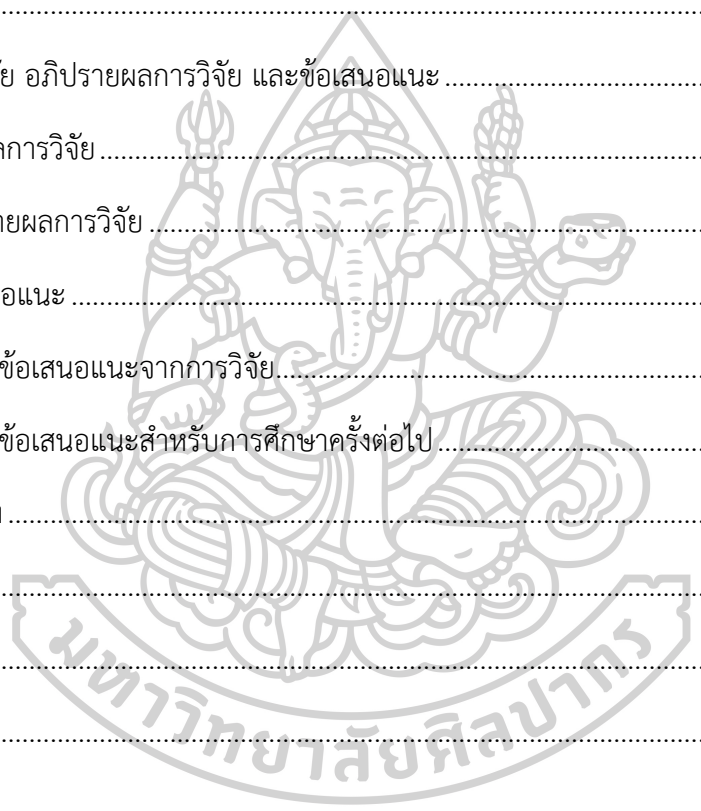 ย อภิปรายผลการวิจัย และข้อเสนอแนะ
การวิจัย
ยผลการวิจัย
อแนะ
ข้อเสนอแนะจากการวิจัย
ข้อเสนอแนะสำหรับการศึกษาครั้งต่อไป
มหาวิทยาลัยศิลปากร